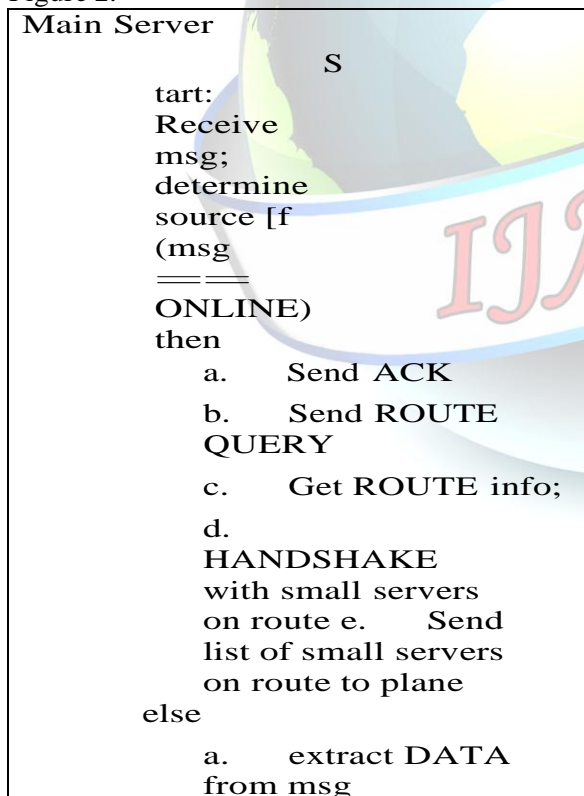 Main Server
S
tart:
Receive
msg;
determine
source [f
(msg
==
ONLINE)
then
a. Send ACK
b. Send ROUTE
QUERY
c. Get ROUTE info;
d.
HANDSHAKE
with small servers
on route e. Send
list of small servers
on route to plane
else
a. extract DATA
from msg